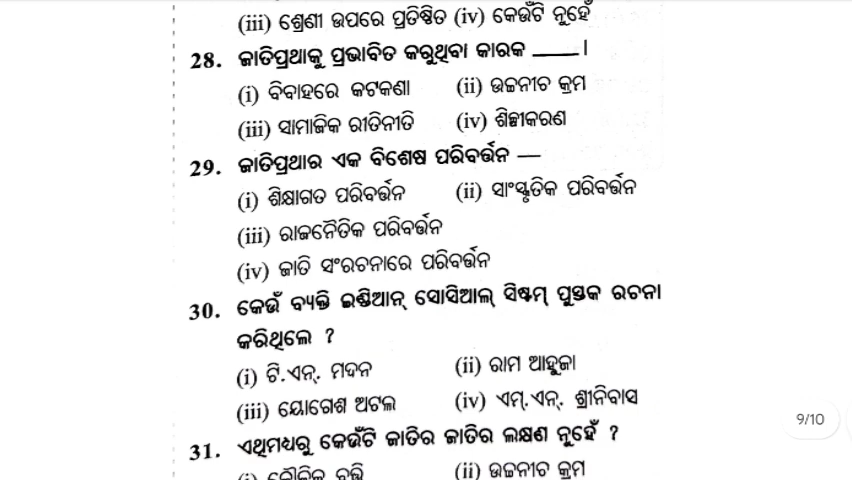 (iii) ଶ୍ରେଣୀ ଉପରେ ପ୍ରତିଷ୍ଠିତ (iv) କେଉଁଟି ନୁହେଁ
28. ଜାତିପ୍ରଥାକୁ ପ୍ରଭାବିତ କରୁଥିବା କାରକ _____।
(i) ବିବାହରେ କଟକଣା (ii) ଉଚ୍ଚନୀଚ କ୍ରମ
(iii) ସାମାଜିକ ରୀତିନୀତି (iv) ଶିଳ୍ପୀକରଣ
29. ଜାତିପ୍ରଥାର ଏକ ବିଶେଷ ପରିବର୍ତ୍ତନ —
(i) ଶିକ୍ଷାଗତ ପରିବର୍ତ୍ତନ (ii) ସାଂସ୍କୃତିକ ପରିବର୍ତ୍ତନ
(iii) ରାଜନୈତିକ ପରିବର୍ତ୍ତନ
(iv) ଜାତି ସଂରଚନାରେ ପରିବର୍ତ୍ତନ
30. କେଉଁ ବ୍ୟକ୍ତି ଇଣ୍ଡିଆନ୍ ସୋସିଆଲ୍ ସିଷ୍ଟମ୍ ପୁସ୍ତକ ରଚନା
କରିଥିଲେ ?
(i) ଟି.ଏନ୍. ମଦନ (ii) ରାମ ଆହୁଜା
(iii) ୟୋଗେଶ ଅଟଲ (iv) ଏମ୍.ଏନ୍. ଶ୍ରୀନିବାସ
9/10
31. ଏଥିମଧ୍ୟରୁ କେଉଁଟି ଜାତିର ଜାତିର ଲକ୍ଷଣ ନୁହେଁ ?
(ii) ଉଚ୍ଚନୀଚ କ୍ରମ